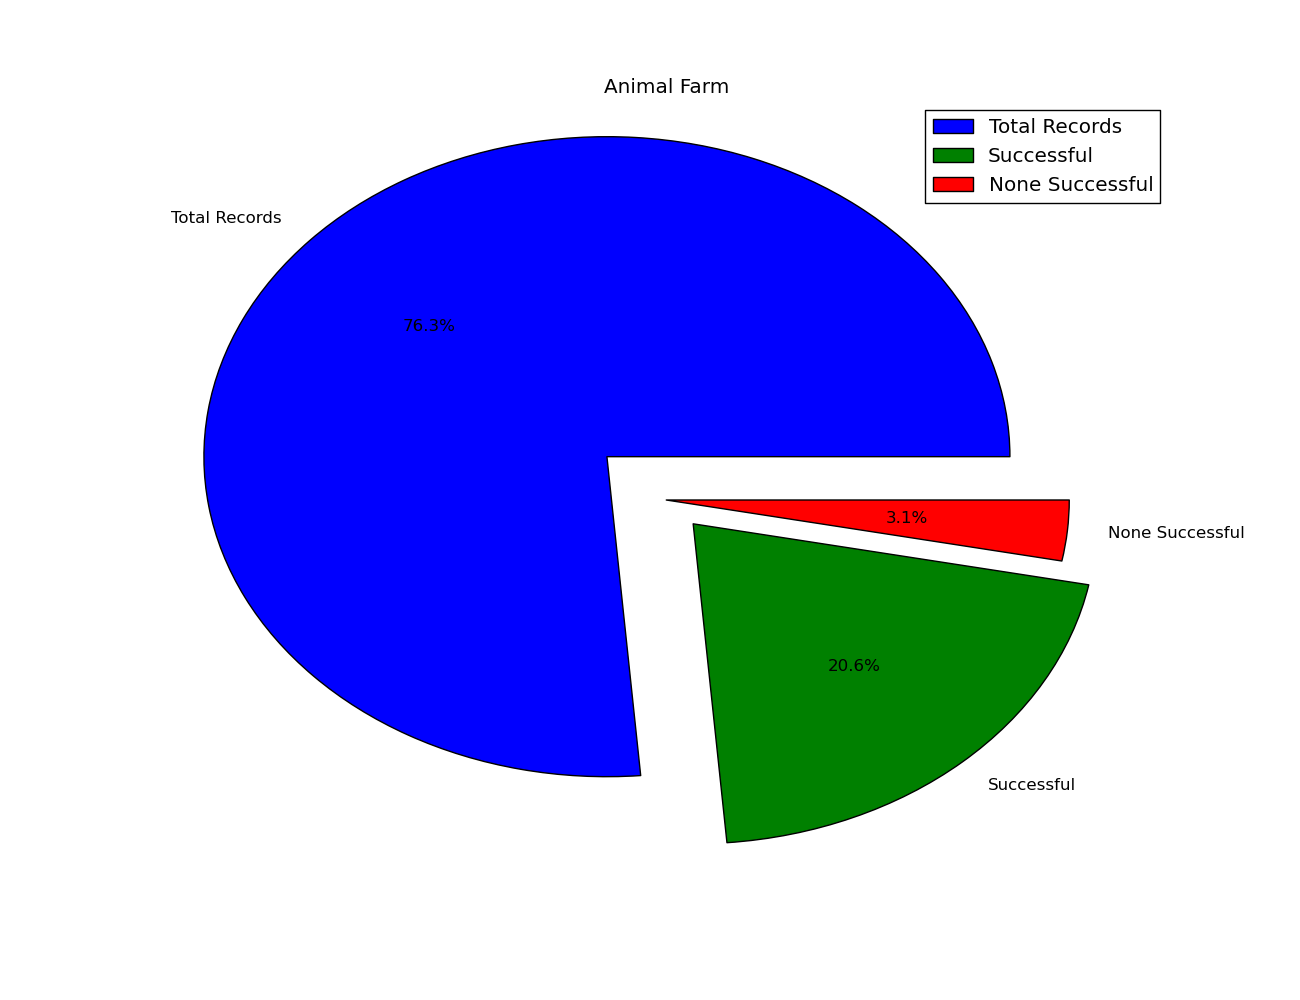 Animal Farm
Total Records
Successful
None Successful
Total Records
76.3%
3.1%
None Successful
20.6%
Successful